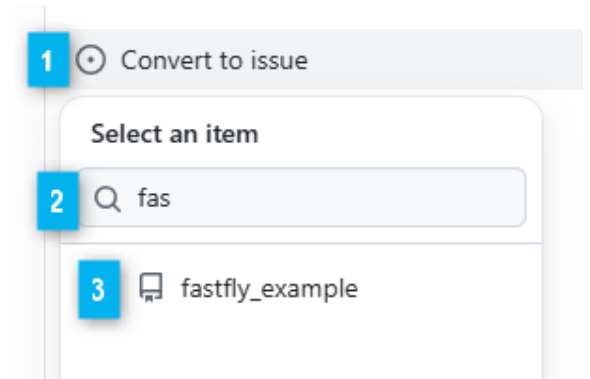 1 Convert to issue
Select an item
2 fas
3 fastfly_example